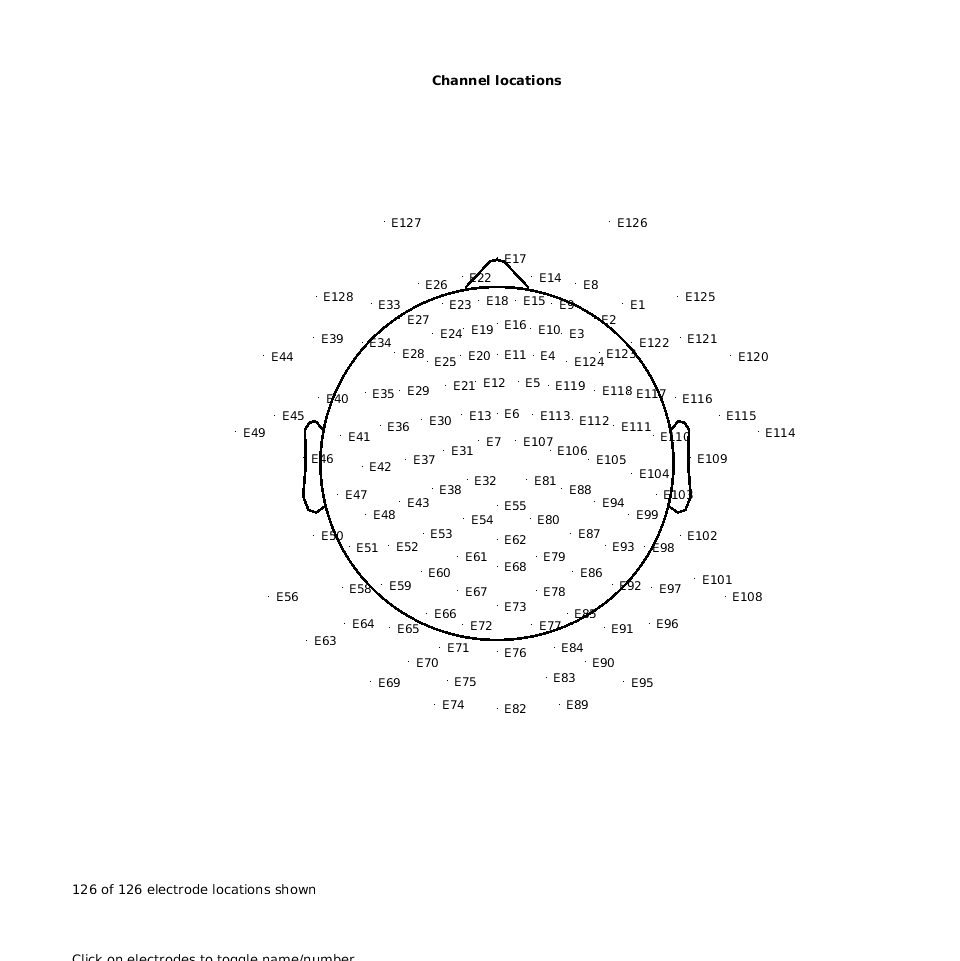 Channel locations
E127 E126
E17
E22 E14
E26 E8
E128 E125
E33 E23 E18 E15 E9 E1
E27 E2
E24 E19 E16 E10 E3
E39 E34 E122 E121
E44 E28 E25 E20 E11 E4 E124 E123 E120
E21 E12 E5 E119
E40 E35 E29 E118 E117 E116
E45 E36 E30 E13 E6 E113 E112 E111 E115
E49 E41 E110 E114
E31 E7 E107 E106
E46 E42 E37 E105 E109
E104
E47 E38 E32 E81 E88 E103
E48 E43 E55 E94 E99
E54 E80
E50 E53 E62 E87 E102
E51 E52 E93 E98
E61 E68 E79
E60 E86
E58 E59 E67 E78 E92 E97 E101
E56 E108
E66 E73 E85
E64 E65 E72 E77 E91 E96
E63 E71 E76 E84
E70 E90
E69 E75 E83 E95
E74 E82 E89
126 of 126 electrode locations shown
Click on electrodes to toggle name/number